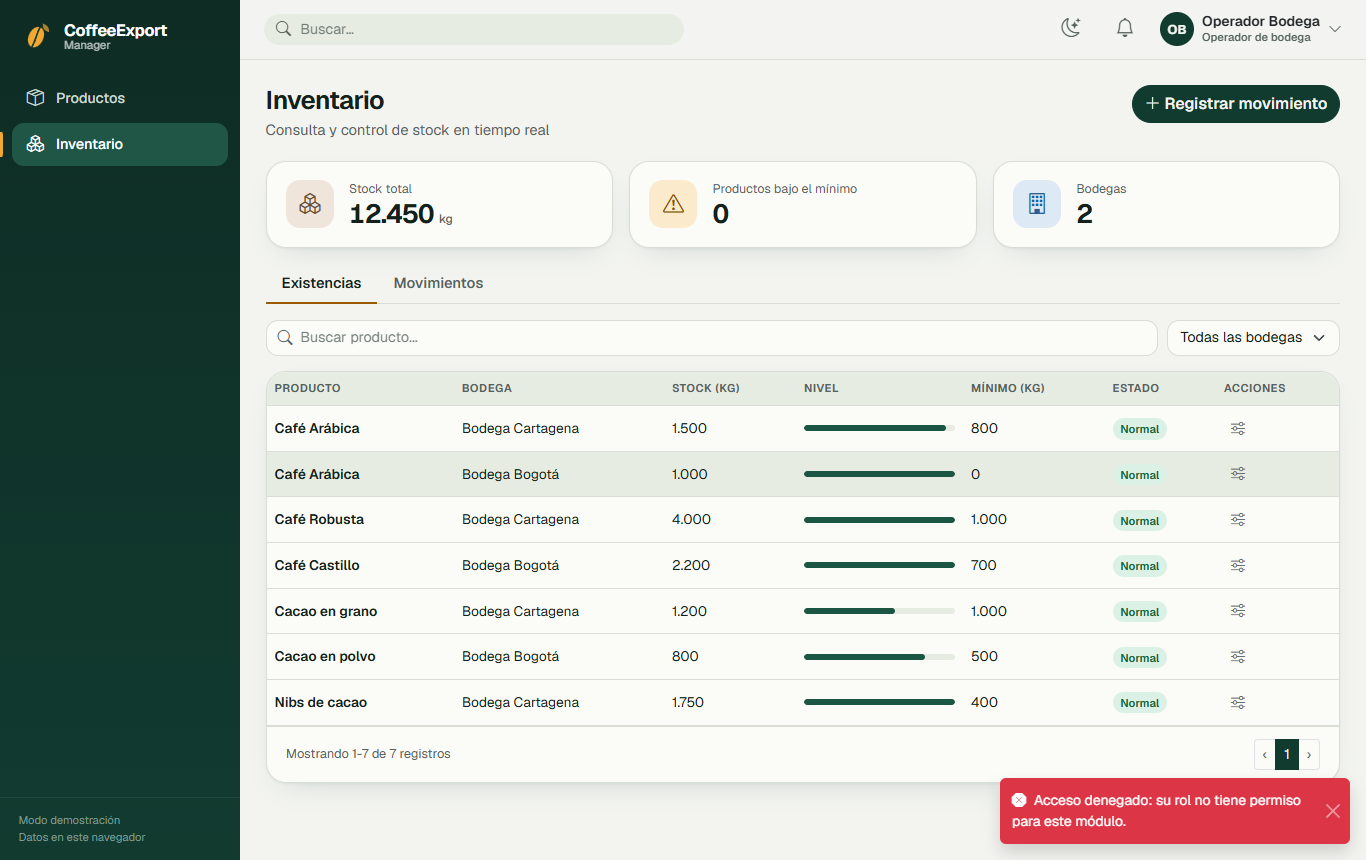 CoffeeExport
Manager
Productos
Inventario
Modo demostración
Datos en este navegador
Buscar...
OB
Operador Bodega
Operador de bodega
Inventario
Consulta y control de stock en tiempo real
+ Registrar movimiento
Stock total
12.450 kg
Productos bajo el mínimo
0
Bodegas
2
Existencias Movimientos
Buscar producto...
Todas las bodegas
PRODUCTO BODEGA STOCK (KG) NIVEL MÍNIMO (KG) ESTADO ACCIONES
Café Arábica Bodega Cartagena 1.500 800 Normal
Café Arábica Bodega Bogotá 1.000 0 Normal
Café Robusta Bodega Cartagena 4.000 1.000 Normal
Café Castillo Bodega Bogotá 2.200 700 Normal
Cacao en grano Bodega Cartagena 1.200 1.000 Normal
Cacao en polvo Bodega Bogotá 800 500 Normal
Nibs de cacao Bodega Cartagena 1.750 400 Normal
Mostrando 1-7 de 7 registros
‹ 1 ›
Acceso denegado: su rol no tiene permiso
para este módulo.